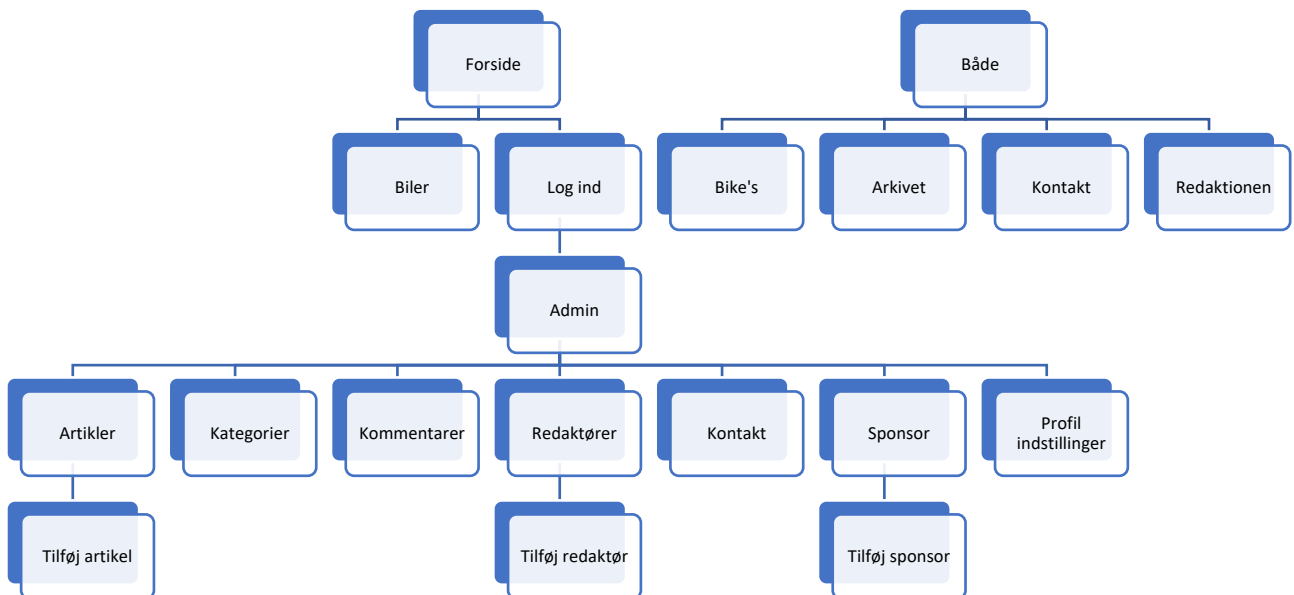 Forside
Både
Biler
Log ind
Bike's
Arkivet
Kontakt
Redaktionen
Admin
Artikler
Kategorier
Kommentarer
Redaktører
Kontakt
Sponsor
Profil
indstillinger
Tilføj artikel
Tilføj redaktør
Tilføj sponsor